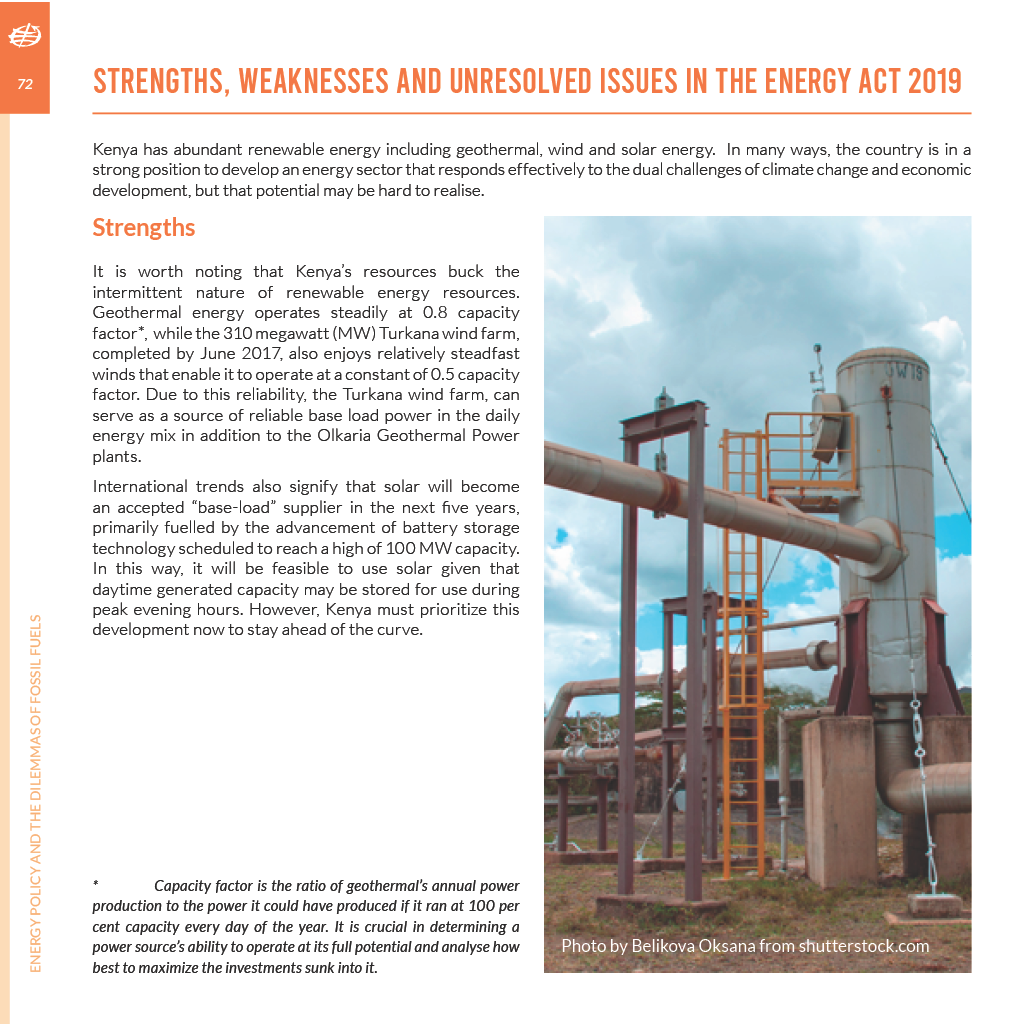 72
STRENGTHS, WEAKNESSES AND UNRESOLVED ISSUES IN THE ENERGY ACT 2019
Kenya has abundant renewable energy including geothermal, wind and solar energy.  In many ways, the country is in a
strong position to develop an energy sector that responds effectively to the dual challenges of climate change and economic
development, but that potential may be hard to realise.
Strengths
It is worth noting that Kenya's resources buck the
intermittent nature of renewable energy resources.
Geothermal energy operates steadily at 0.8 capacity
factor*, while the 310 megawatt (MW) Turkana wind farm,
completed by June 2017, also enjoys relatively steadfast
winds that enable it to operate at a constant of 0.5 capacity
factor. Due to this reliability, the Turkana wind farm, can
serve as a source of reliable base load power in the daily
energy mix in addition to the Olkaria Geothermal Power
plants.
International trends also signify that solar will become
an accepted "base-load" supplier in the next five years,
primarily fuelled by the advancement of battery storage
technology scheduled to reach a high of 100 MW capacity.
In this way, it will be feasible to use solar given that
daytime generated capacity may be stored for use during
peak evening hours. However, Kenya must prioritize this
development now to stay ahead of the curve.
* Capacity factor is the ratio of geothermal's annual power
production to the power it could have produced if it ran at 100 per
cent capacity every day of the year. It is crucial in determining a
power source's ability to operate at its full potential and analyse how
best to maximize the investments sunk into it.
OW19
Photo by Belikova Oksana from shutterstock.com
ENERGY POLICY AND THE DILEMMAS OF FOSSIL FUELS